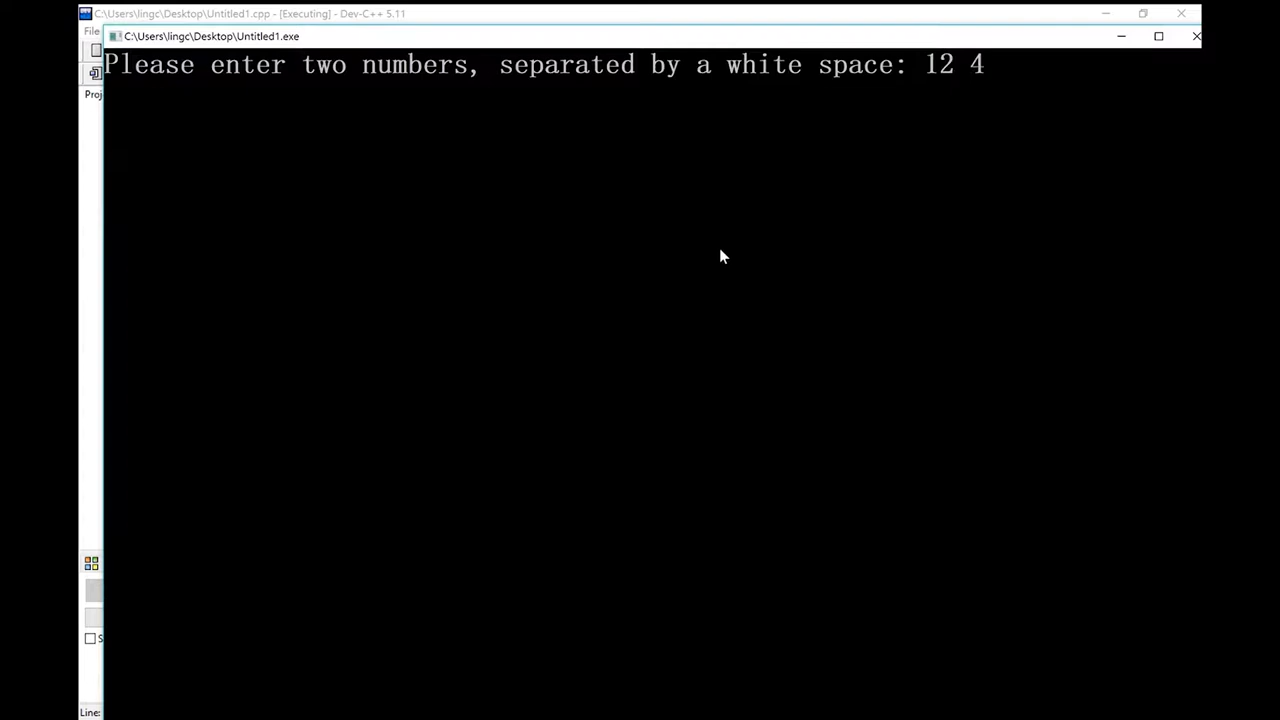 C:\Users\lingc\Desktop\Untitled1.cpp - [Executing] - Dev-C++ 5.11
File
C:\Users\lingc\Desktop\Untitled1.exe
Please enter two numbers, separated by a white space: 12 4
Proj
S
Line: